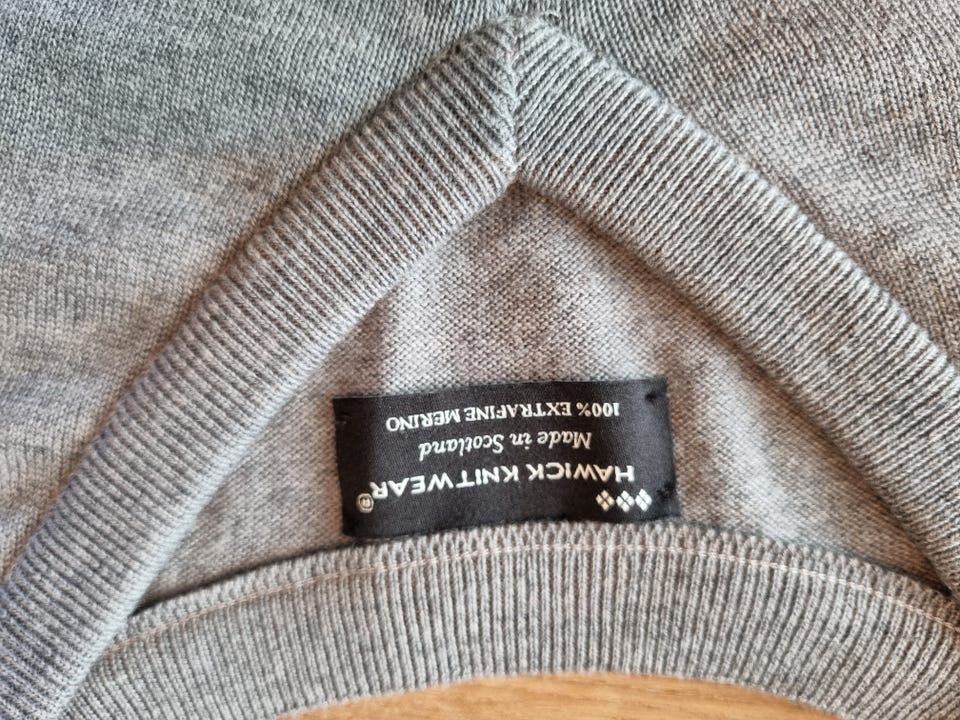 HAWICK KNITWEAR®
Made in Scotland
100% EXTRAFINE MERINO